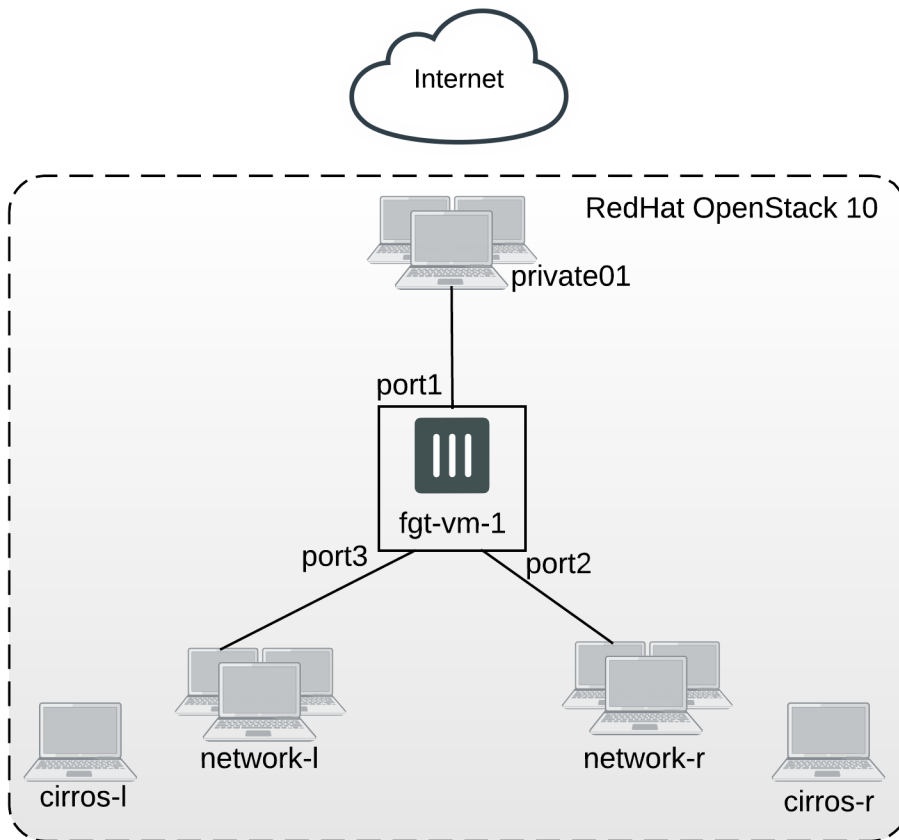 Internet
RedHat OpenStack 10
private01
port1
fgt-vm-1
port3
port2
network-l
network-r
cirros-l
cirros-r